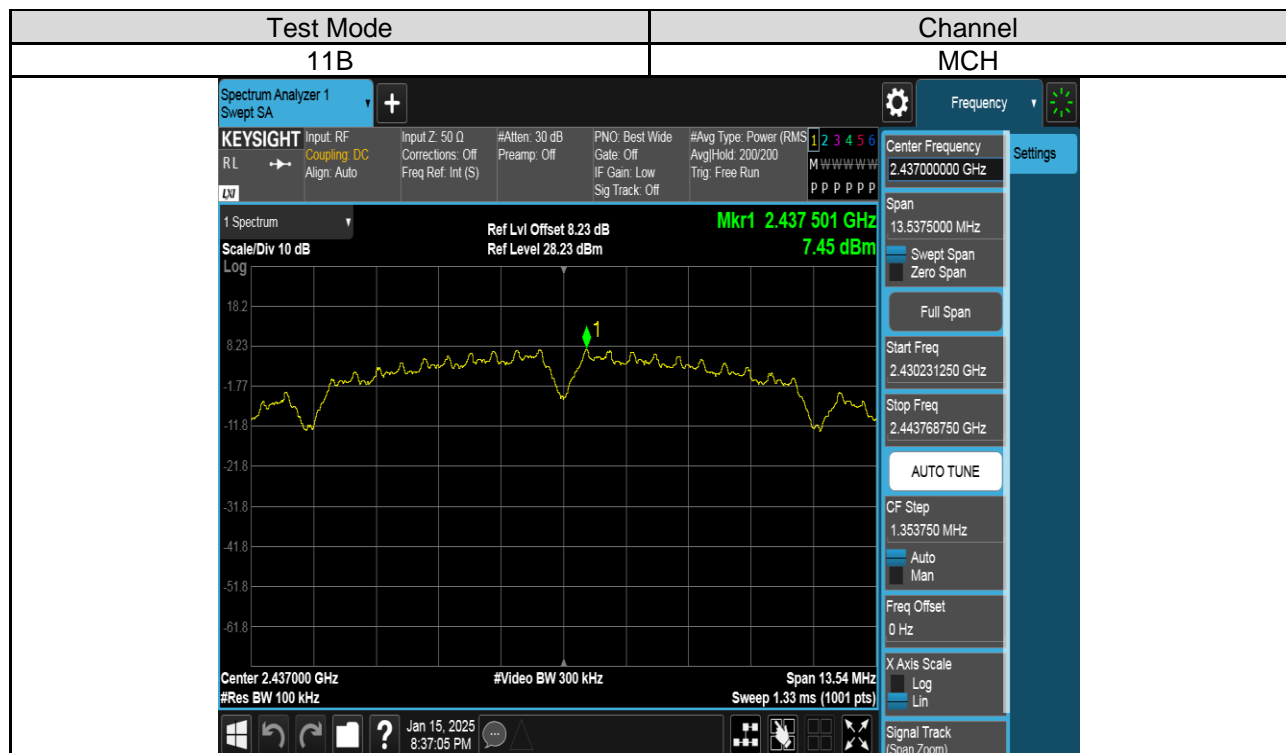 Test Mode Channel
11B MCH
Spectrum Analyzer 1
Swept SA
+
Frequency
KEYSIGHT
RL
LXI
Input: RF
Coupling: DC
Align: Auto
Input Z: 50 Ω
Corrections: Off
Freq Ref: Int (S)
#Atten: 30 dB
Preamp: Off
PNO: Best Wide
Gate: Off
IF Gain: Low
Sig Track: Off
#Avg Type: Power (RMS
Avg|Hold: 200/200
Trig: Free Run
1 2 3 4 5 6
M W W W W W
P P P P P P
1 Spectrum
Scale/Div 10 dB
Ref Lvl Offset 8.23 dB
Ref Level 28.23 dBm
Mkr1 2.437 501 GHz
7.45 dBm
Log
18.2
8.23
-1.77
-11.8
-21.8
-31.8
-41.8
-51.8
-61.8
1
Center 2.437000 GHz
#Res BW 100 kHz
#Video BW 300 kHz
Span 13.54 MHz
Sweep 1.33 ms (1001 pts)
Jan 15, 2025
8:37:05 PM
?
Center Frequency
2.437000000 GHz
Settings
Span
13.5375000 MHz
Swept Span
Zero Span
Full Span
Start Freq
2.430231250 GHz
Stop Freq
2.443768750 GHz
AUTO TUNE
CF Step
1.353750 MHz
Auto
Man
Freq Offset
0 Hz
X Axis Scale
Log
Lin
Signal Track
(Span Zoom)